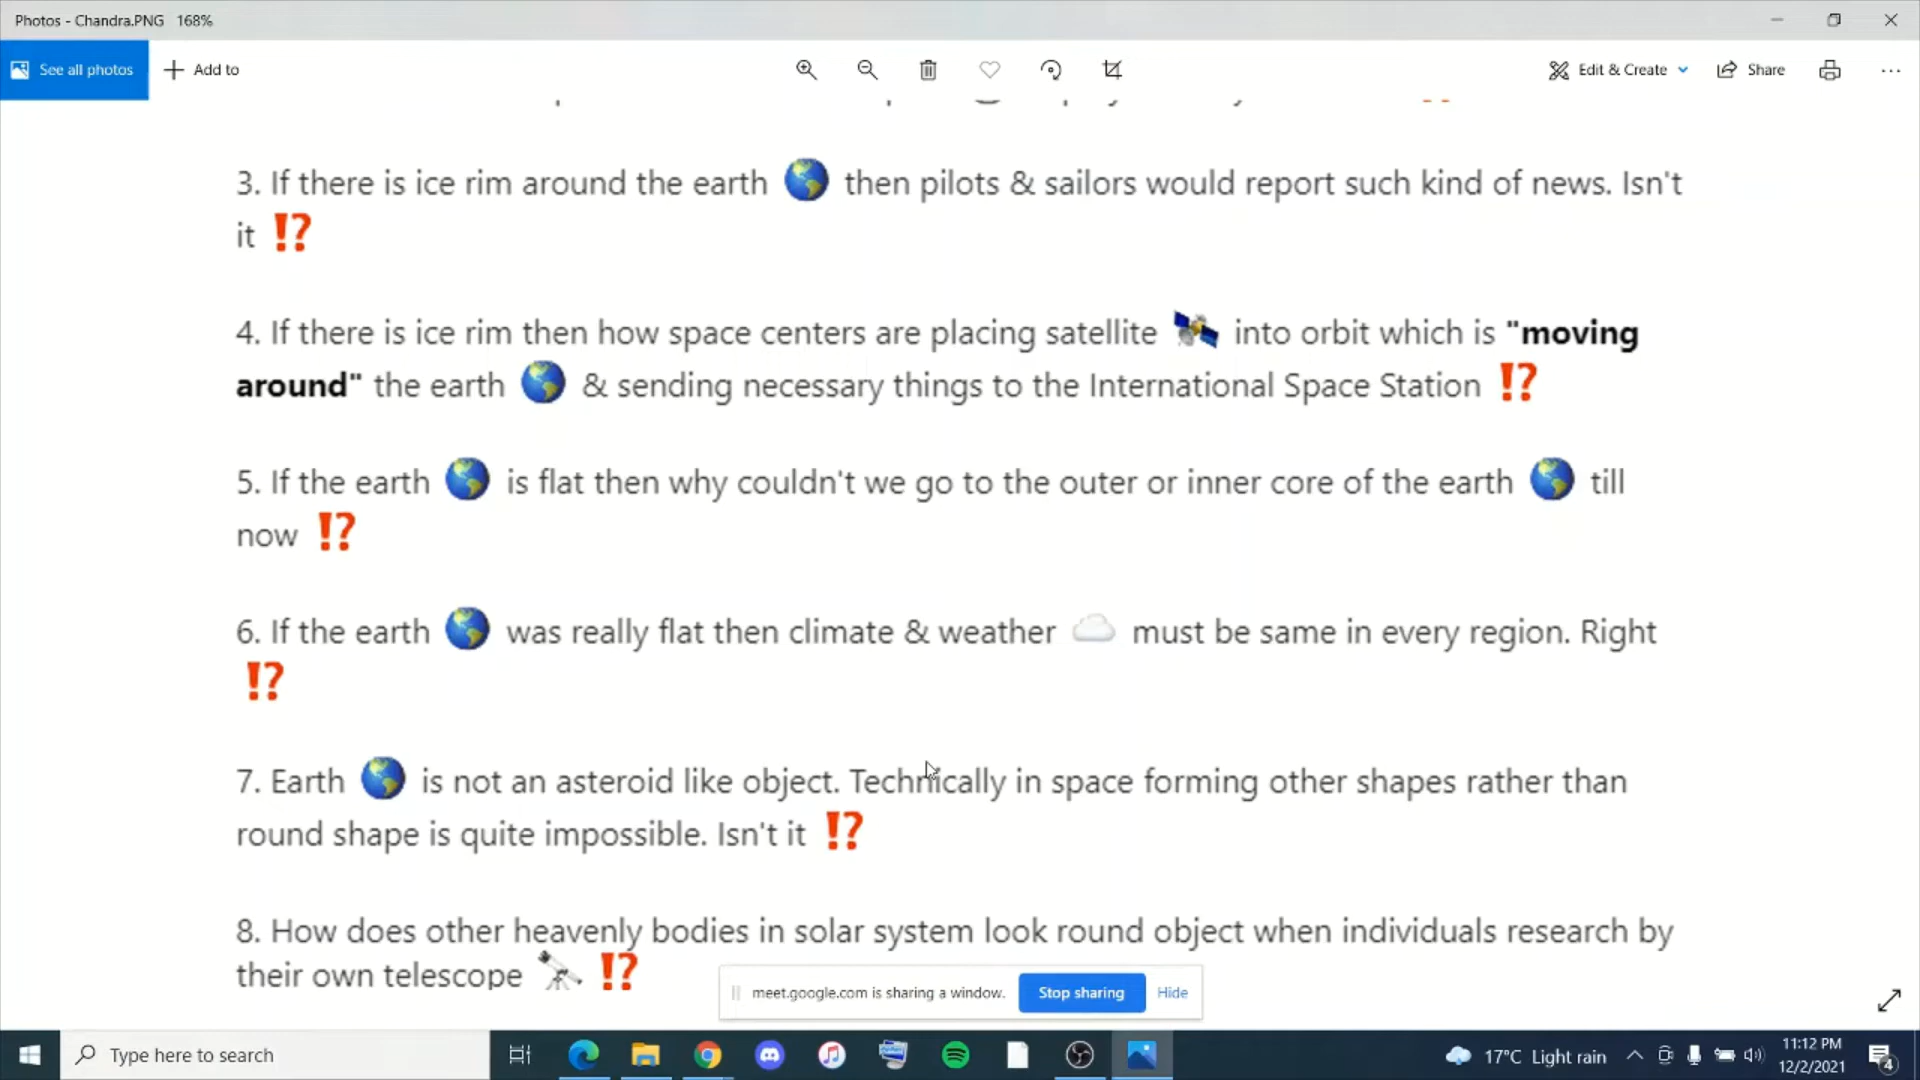 Photos - Chandra.PNG 168%
See all photos
Add to
Edit & Create
Share
3. If there is ice rim around the earth 🌎 then pilots & sailors would report such kind of news. Isn't
it ⁉️
4. If there is ice rim then how space centers are placing satellite 🛰️ into orbit which is "moving
around" the earth 🌎 & sending necessary things to the International Space Station ⁉️
5. If the earth 🌎 is flat then why couldn't we go to the outer or inner core of the earth 🌎 till
now ⁉️
6. If the earth 🌎 was really flat then climate & weather ☁️ must be same in every region. Right
⁉️
7. Earth 🌎 is not an asteroid like object. Technically in space forming other shapes rather than
round shape is quite impossible. Isn't it ⁉️
8. How does other heavenly bodies in solar system look round object when individuals research by
their own telescope 🔭 ⁉️
meet.google.com is sharing a window.
Stop sharing
Hide
Type here to search
17°C Light rain
11:12 PM
12/2/2021
4